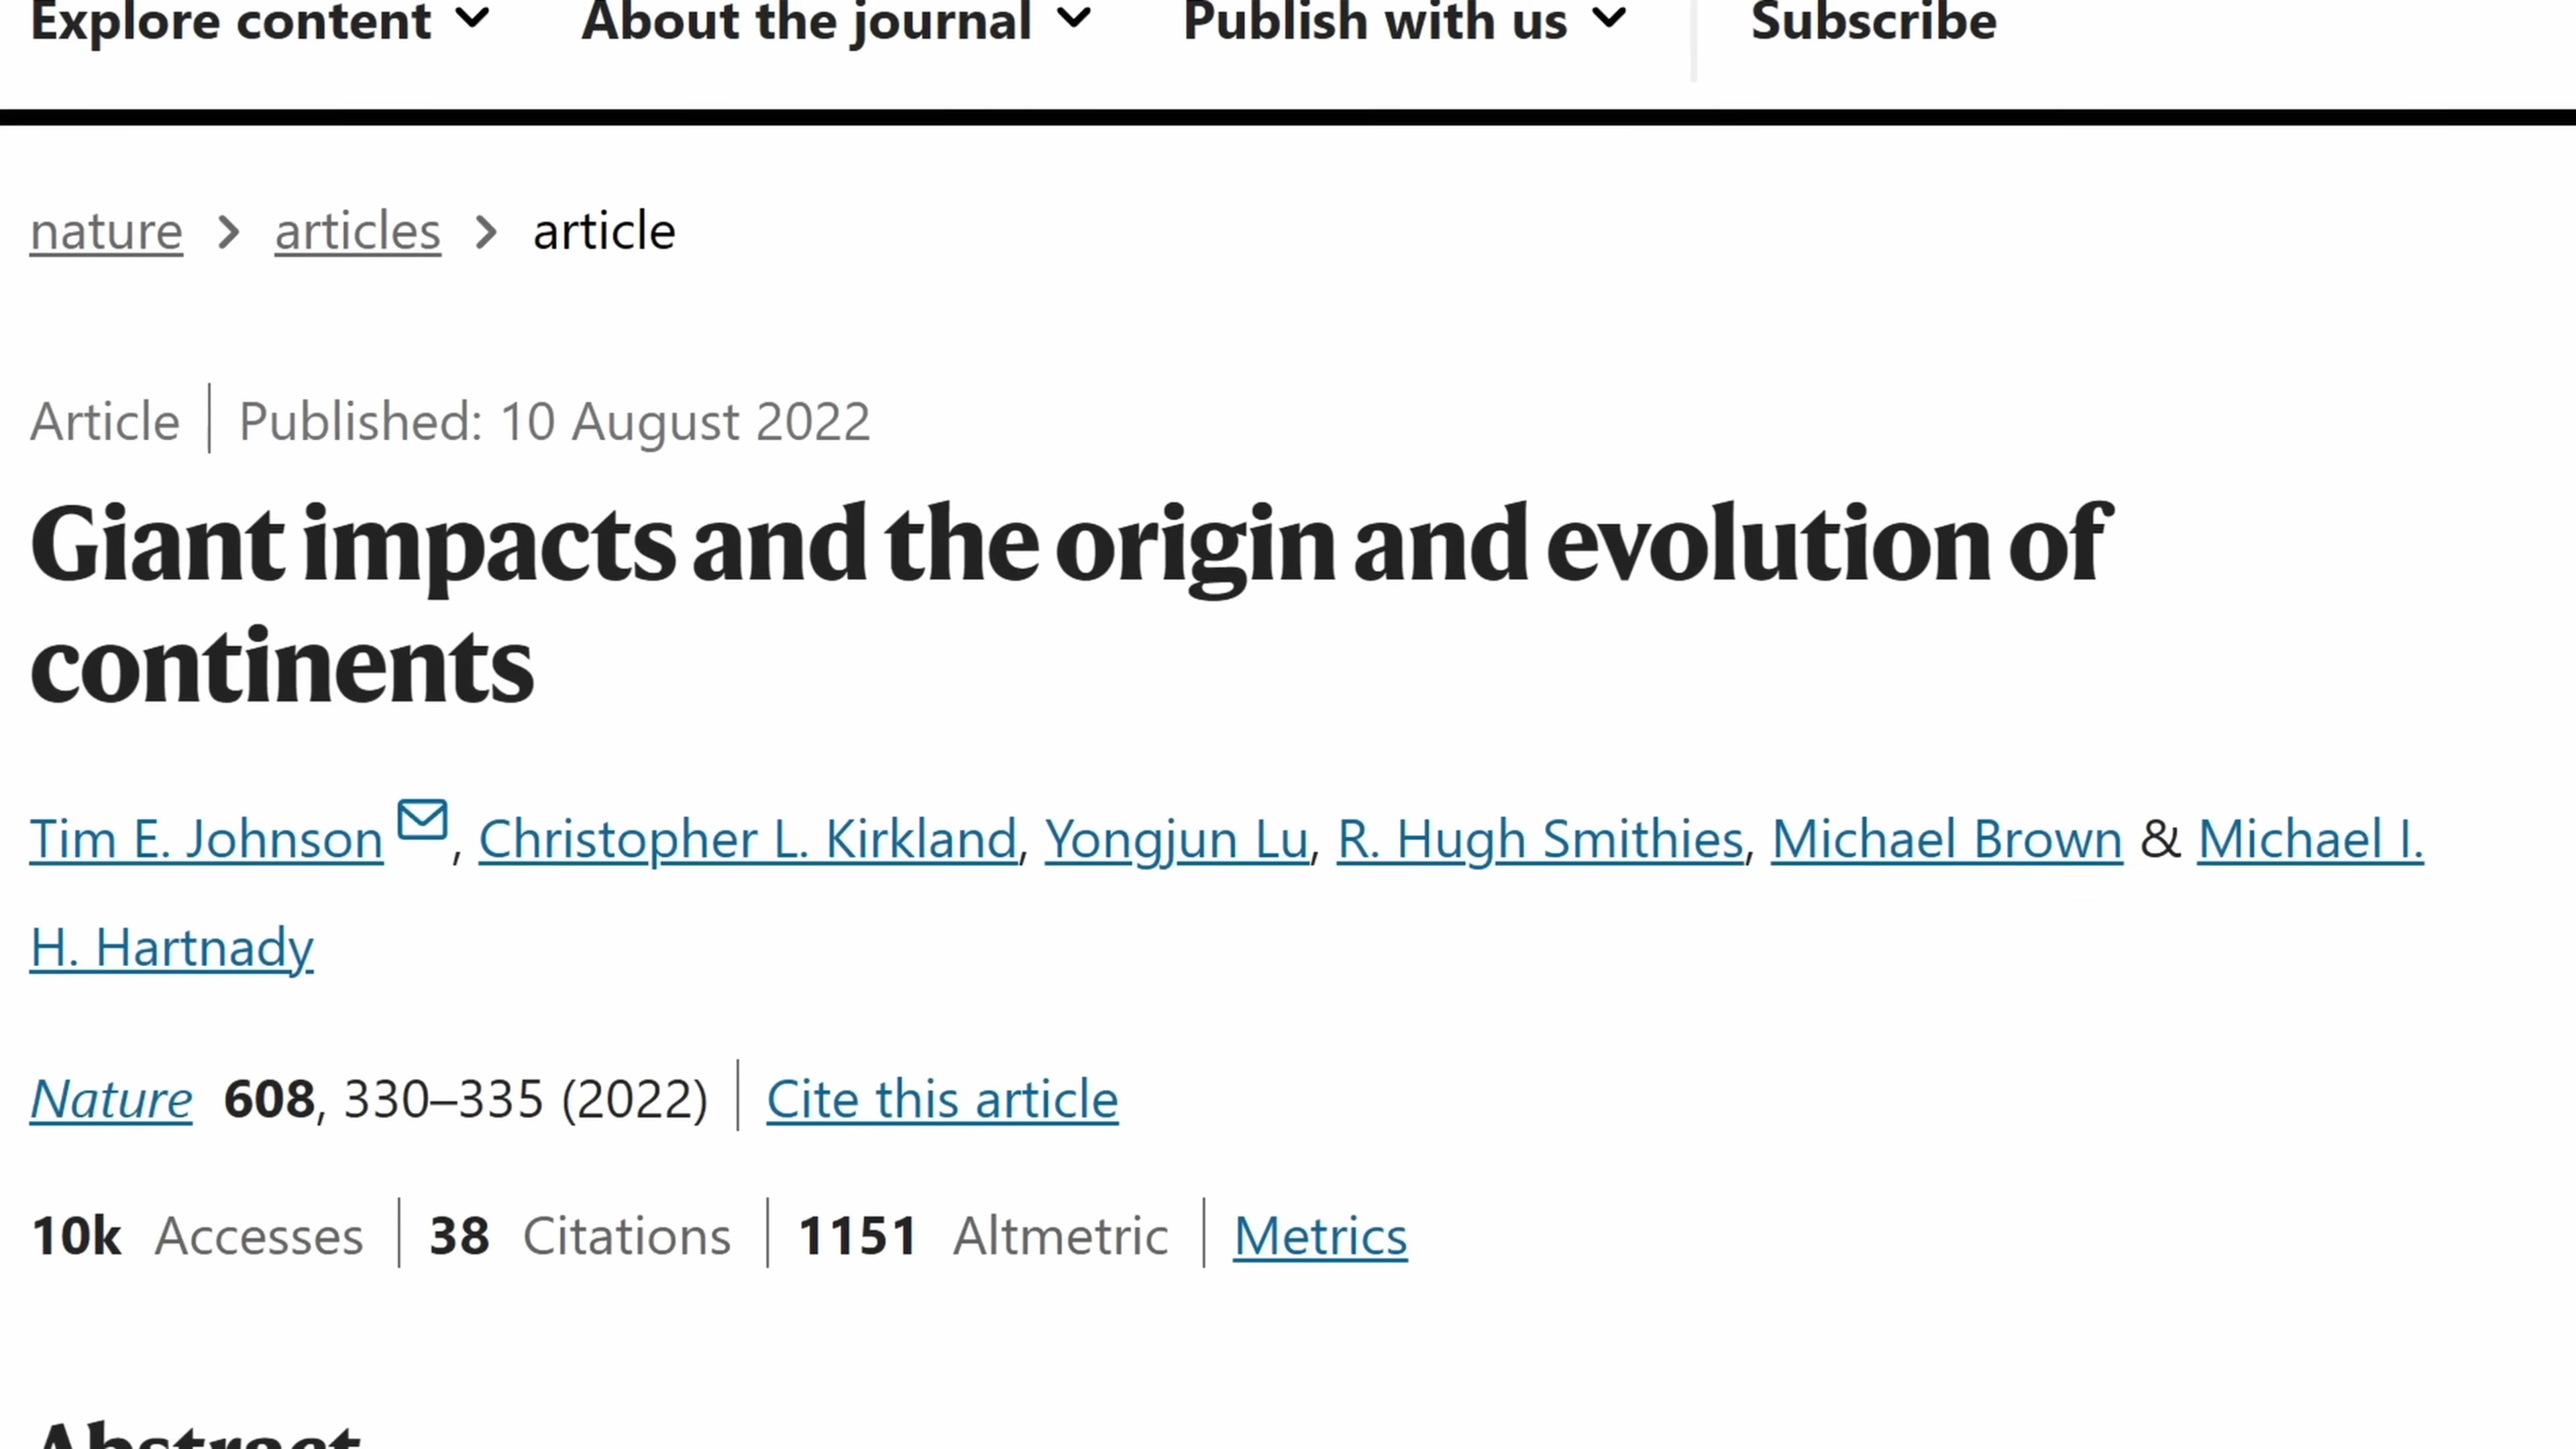 Explore content About the journal Publish with us Subscribe
nature > articles > article
Article | Published: 10 August 2022
Giant impacts and the origin and evolution of
continents
Tim E. Johnson, Christopher L. Kirkland, Yongjun Lu, R. Hugh Smithies, Michael Brown & Michael I.
H. Hartnady
Nature 608, 330–335 (2022) | Cite this article
10k Accesses | 38 Citations | 1151 Altmetric | Metrics
Abstract